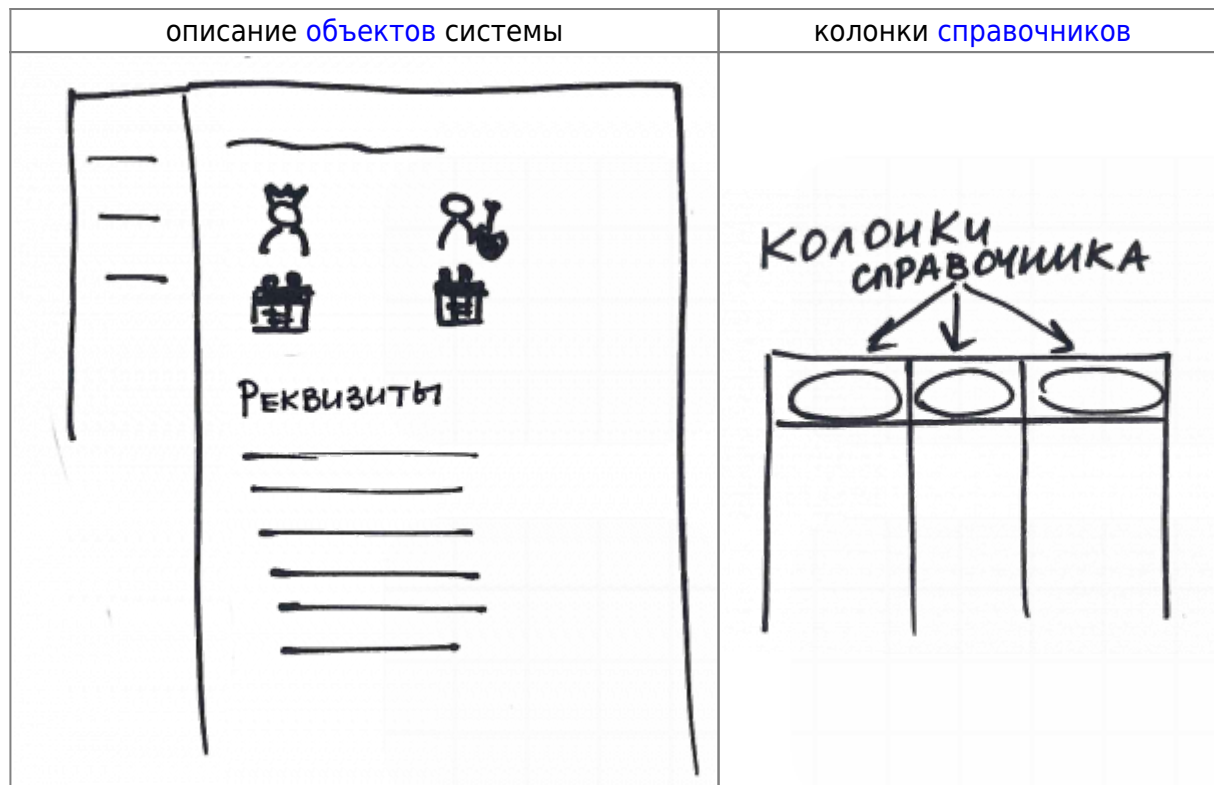 описание объектов системы
колонки справочников
Реквизиты
КОЛОНКИ
СПРАВОЧНИКА